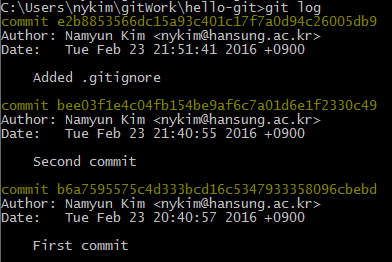 C:\Users\nykim\gitWork\hello-git>git log
commit e2b8853566dc15a93c401c17f7a0d94c26005db9
Author: Namyun Kim <nykim@hansung.ac.kr>
Date:   Tue Feb 23 21:51:41 2016 +0900
    Added .gitignore
commit bee03f1e4c04fb154be9af6c7a01d6e1f2330c49
Author: Namyun Kim <nykim@hansung.ac.kr>
Date:   Tue Feb 23 21:40:55 2016 +0900
    Second commit
commit b6a7595575c4d333bcd16c5347933358096cbebd
Author: Namyun Kim <nykim@hansung.ac.kr>
Date:   Tue Feb 23 20:40:57 2016 +0900
    First commit